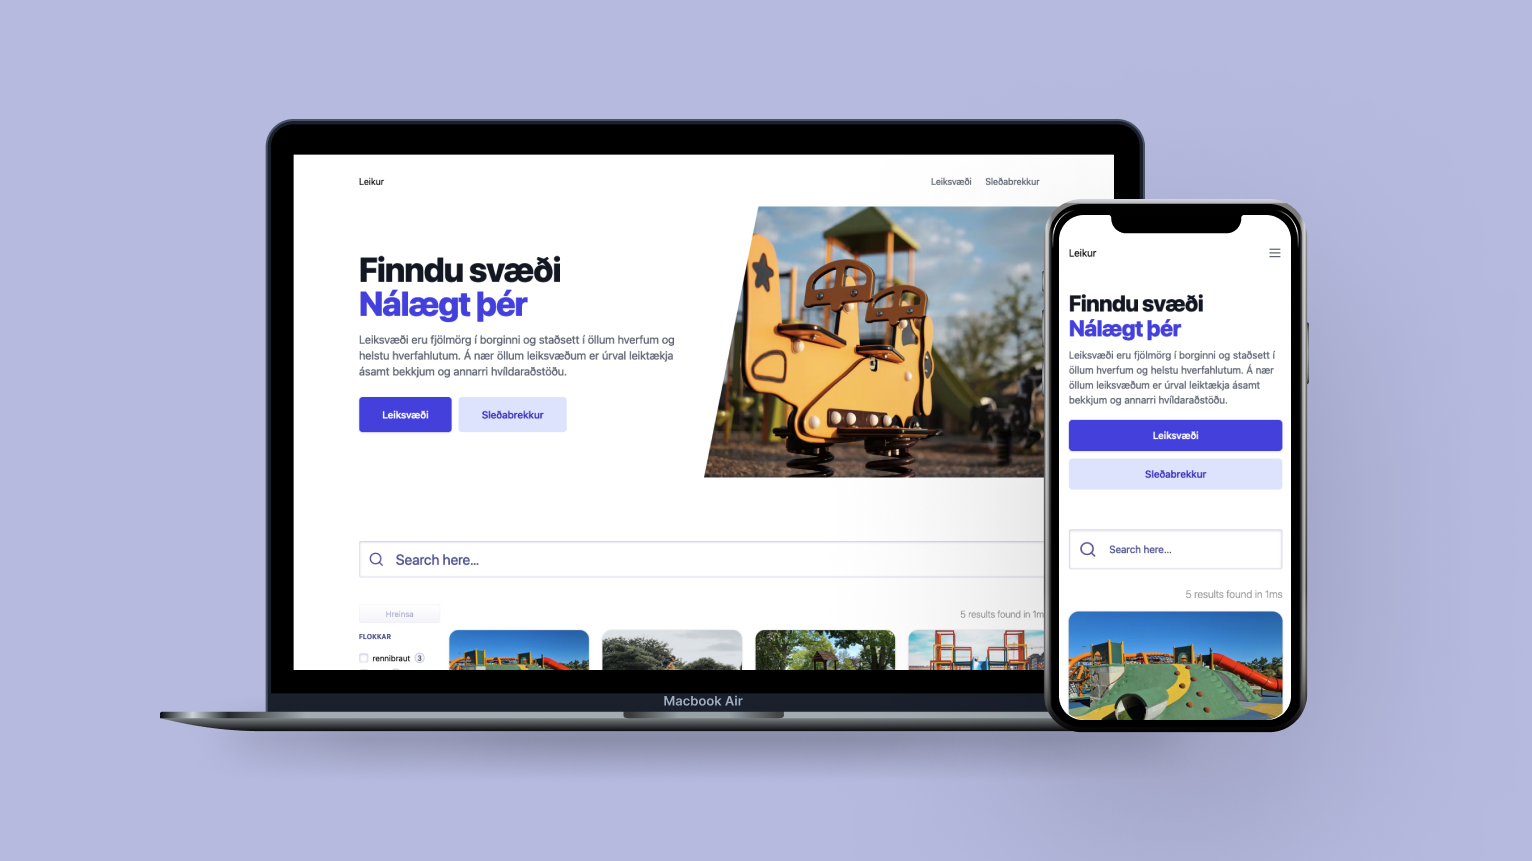 Leikur
Leiksvæði
Sleðabrekkur
Finndu svæði
Nálægt þér
Leiksvæði eru fjölmörg í borginni og staðsett í öllum hverfum og
helstu hverfahlutum. Á nær öllum leiksvæðum er úrval leiktækja
ásamt bekkjum og annarri hvíldaraðstöðu.
Leiksvæði
Sleðabrekkur
Search here...
Hreinsa
5 results found in 1m
FLOKKAR
rennibraut 3
Macbook Air
Leikur
Finndu svæði
Nálægt þér
Leiksvæði eru fjölmörg í borginni og staðsett í
öllum hverfum og helstu hverfahlutum. Á nær
öllum leiksvæðum er úrval leiktækja ásamt
bekkjum og annarri hvíldaraðstöðu.
Leiksvæði
Sleðabrekkur
Search here...
5 results found in 1ms